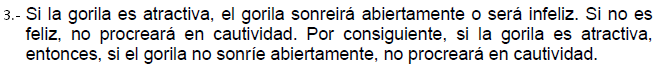 3.- Si la gorila es atractiva, el gorila sonreirá abiertamente o será infeliz. Si no es
feliz, no procreará en cautividad. Por consiguiente, si la gorila es atractiva,
entonces, si el gorila no sonríe abiertamente, no procreará en cautividad.